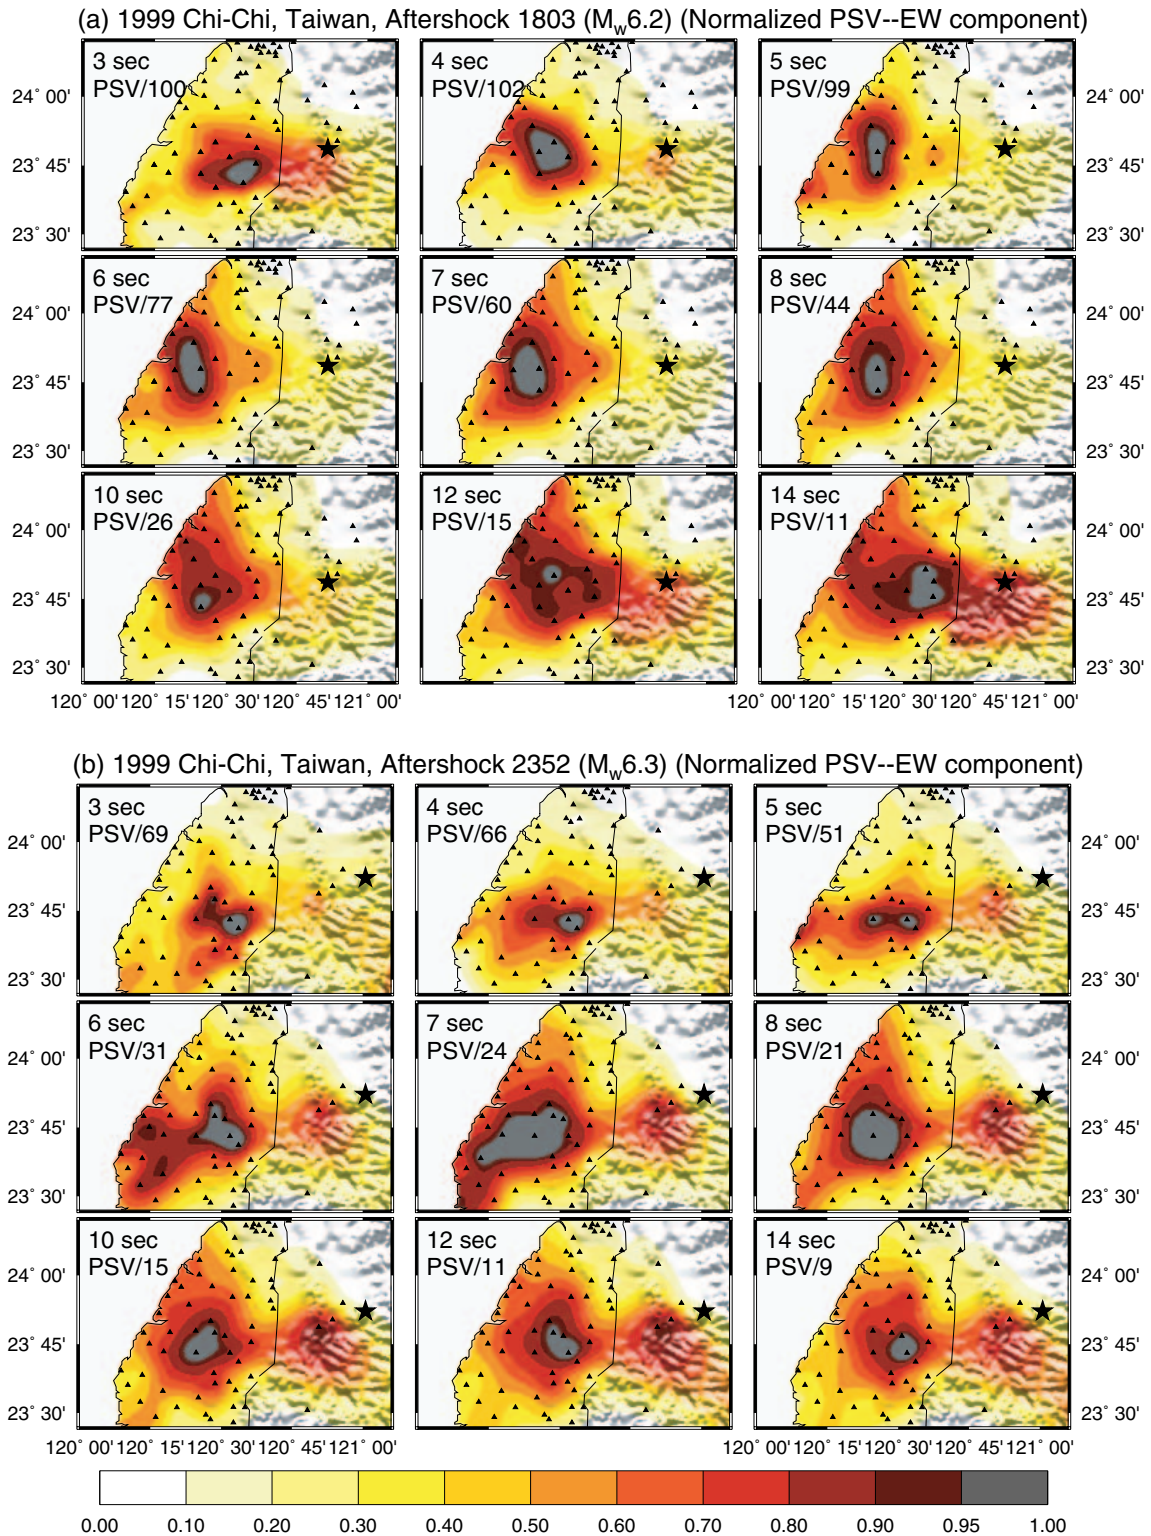 (a) 1999 Chi-Chi, Taiwan, Aftershock 1803 (Mw6.2) (Normalized PSV--EW component)
3 sec
PSV/100
4 sec
PSV/102
5 sec
PSV/99
24° 00'
24° 00'
23° 45'
23° 45'
23° 30'
23° 30'
6 sec
PSV/77
7 sec
PSV/60
8 sec
PSV/44
24° 00'
24° 00'
23° 45'
23° 45'
23° 30'
23° 30'
10 sec
PSV/26
12 sec
PSV/15
14 sec
PSV/11
24° 00'
24° 00'
23° 45'
23° 45'
23° 30'
23° 30'
120° 00'120° 15'120° 30'120° 45'121° 00'
120° 00'120° 15'120° 30'120° 45'121° 00'
(b) 1999 Chi-Chi, Taiwan, Aftershock 2352 (Mw6.3) (Normalized PSV--EW component)
3 sec
PSV/69
4 sec
PSV/66
5 sec
PSV/51
24° 00'
24° 00'
23° 45'
23° 45'
23° 30'
23° 30'
6 sec
PSV/31
7 sec
PSV/24
8 sec
PSV/21
24° 00'
24° 00'
23° 45'
23° 45'
23° 30'
23° 30'
10 sec
PSV/15
12 sec
PSV/11
14 sec
PSV/9
24° 00'
24° 00'
23° 45'
23° 45'
23° 30'
23° 30'
120° 00'120° 15'120° 30'120° 45'121° 00'
120° 00'120° 15'120° 30'120° 45'121° 00'
0.00 0.10 0.20 0.30 0.40 0.50 0.60 0.70 0.80 0.90 0.95 1.00